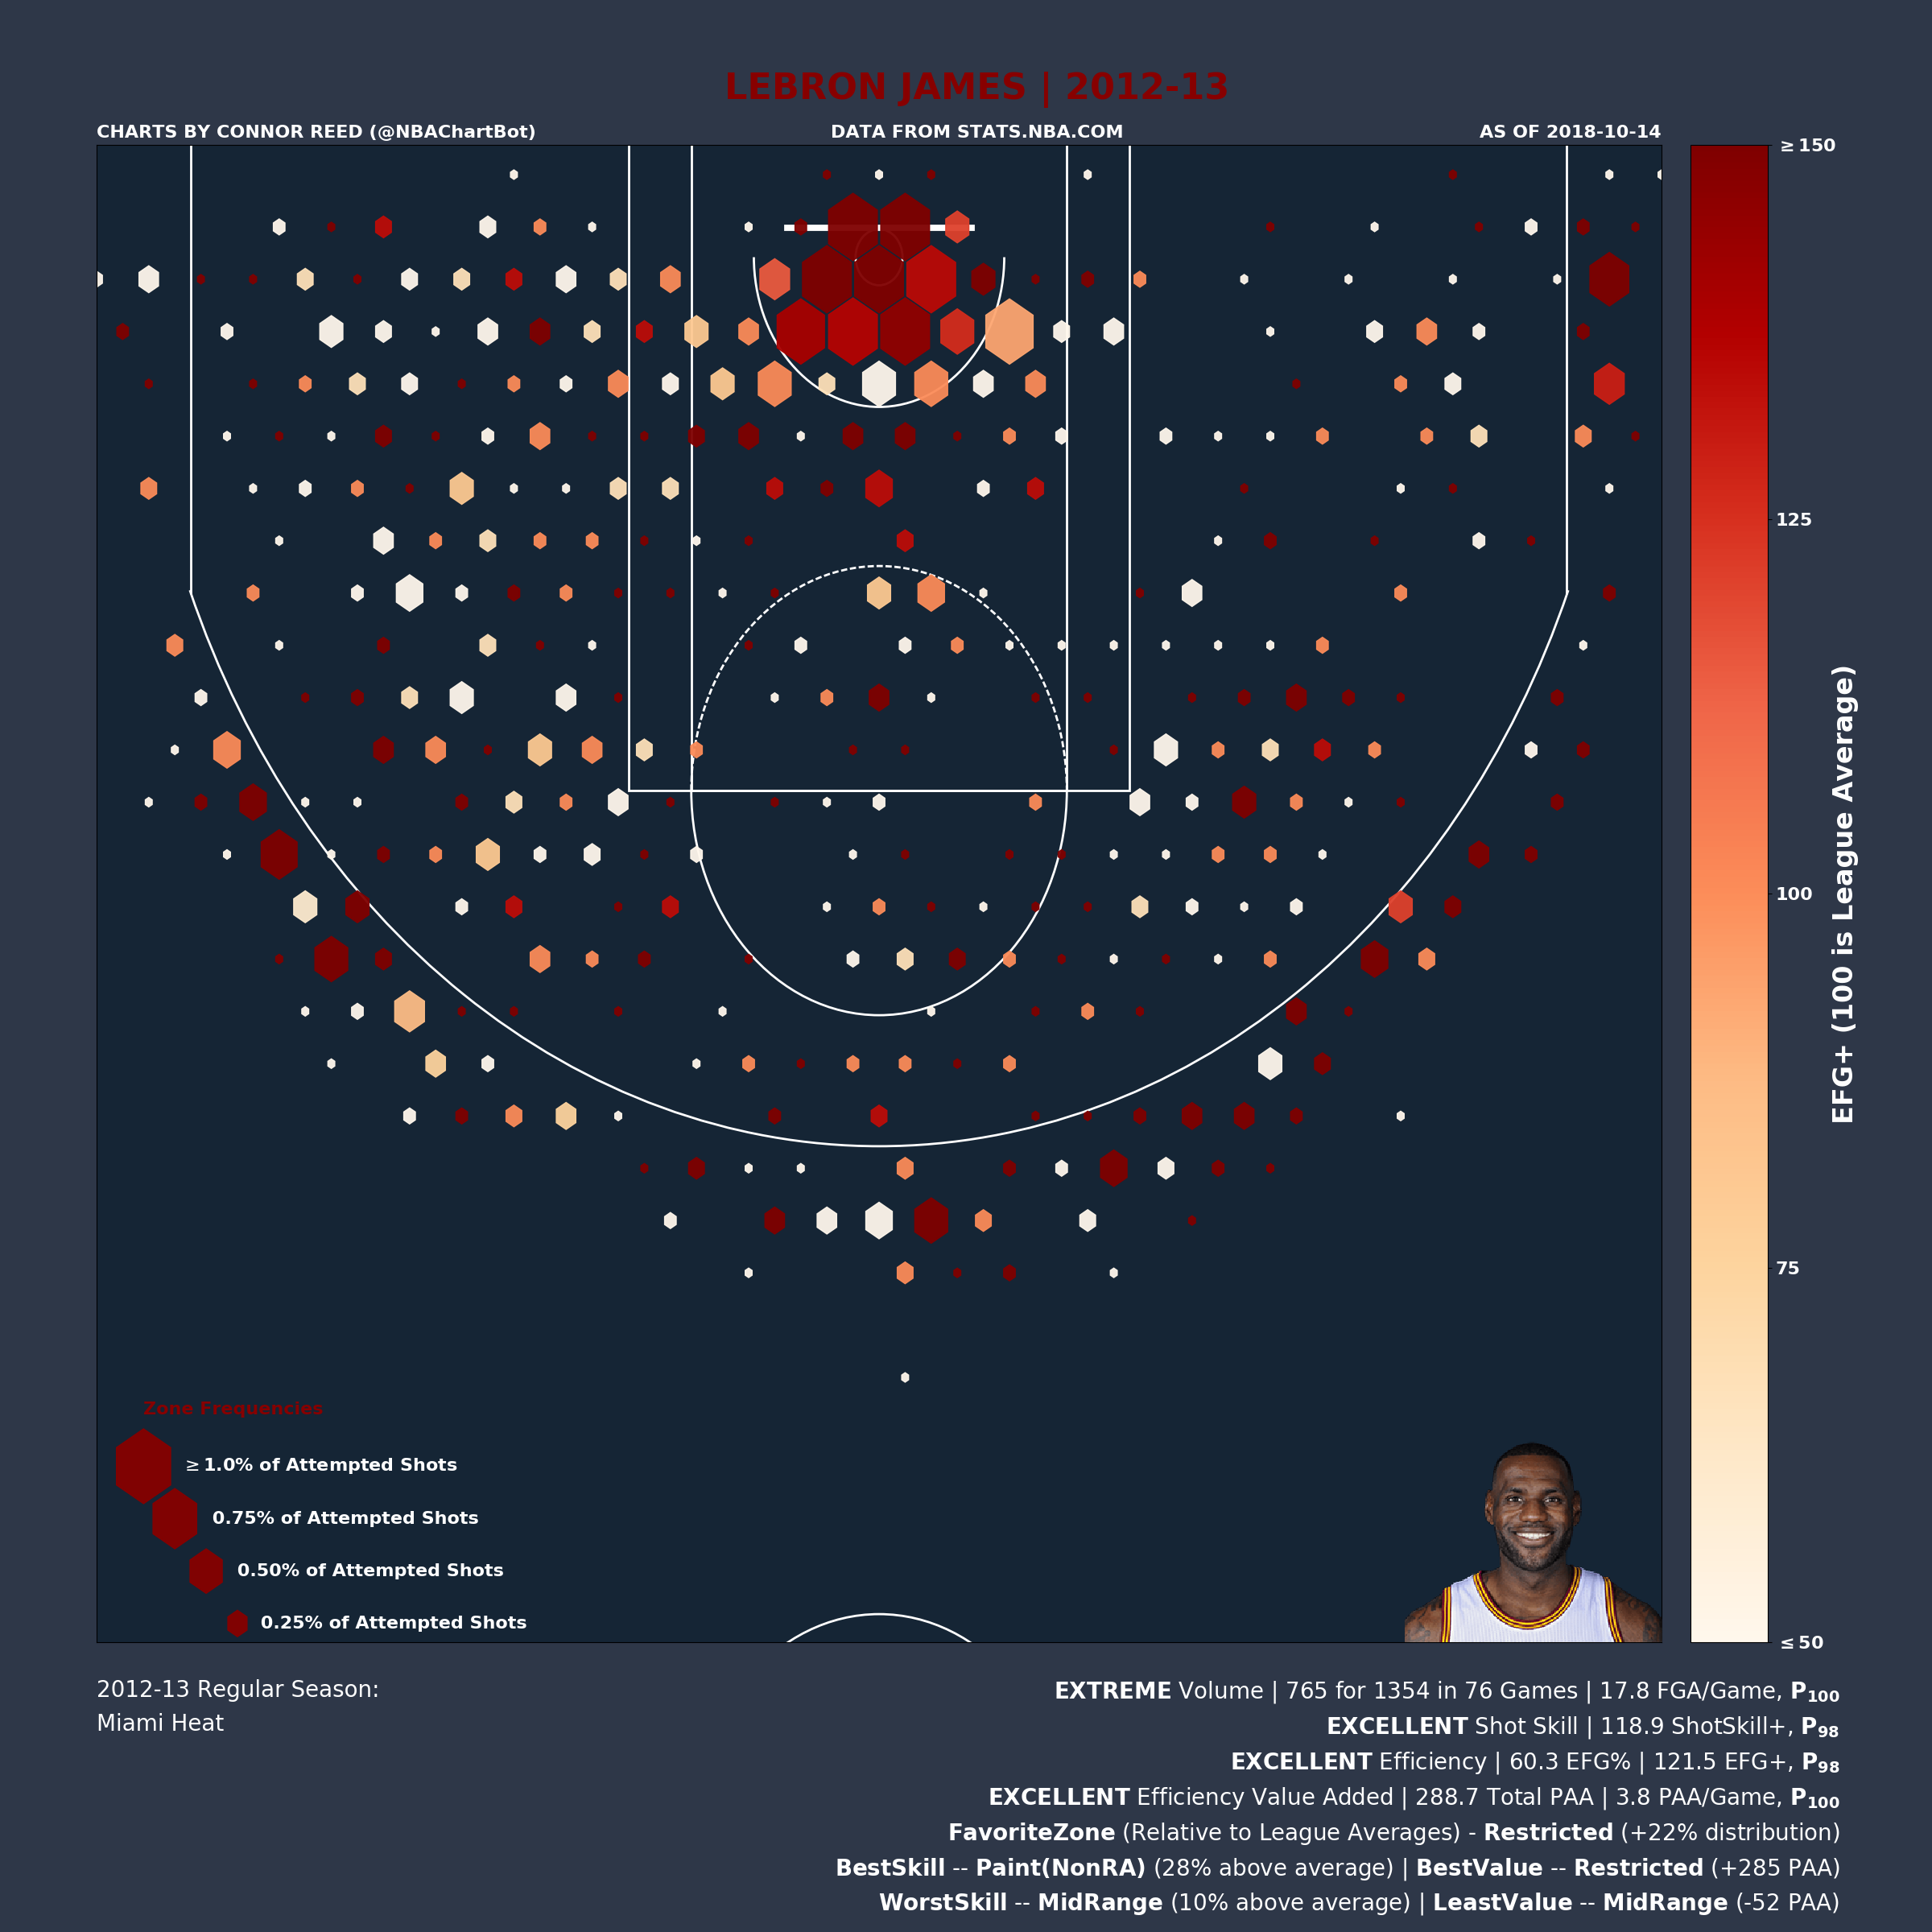 LEBRON JAMES | 2012-13
CHARTS BY CONNOR REED (@NBAChartBot)
DATA FROM STATS.NBA.COM
AS OF 2018-10-14
≥150
125
100
75
≤50
EFG+ (100 is League Average)
Zone Frequencies
≥1.0% of Attempted Shots
0.75% of Attempted Shots
0.50% of Attempted Shots
0.25% of Attempted Shots
2012-13 Regular Season:
Miami Heat
EXTREME Volume | 765 for 1354 in 76 Games | 17.8 FGA/Game, P100
EXCELLENT Shot Skill | 118.9 ShotSkill+, P98
EXCELLENT Efficiency | 60.3 EFG% | 121.5 EFG+, P98
EXCELLENT Efficiency Value Added | 288.7 Total PAA | 3.8 PAA/Game, P100
FavoriteZone (Relative to League Averages) - Restricted (+22% distribution)
BestSkill -- Paint(NonRA) (28% above average) | BestValue -- Restricted (+285 PAA)
WorstSkill -- MidRange (10% above average) | LeastValue -- MidRange (-52 PAA)